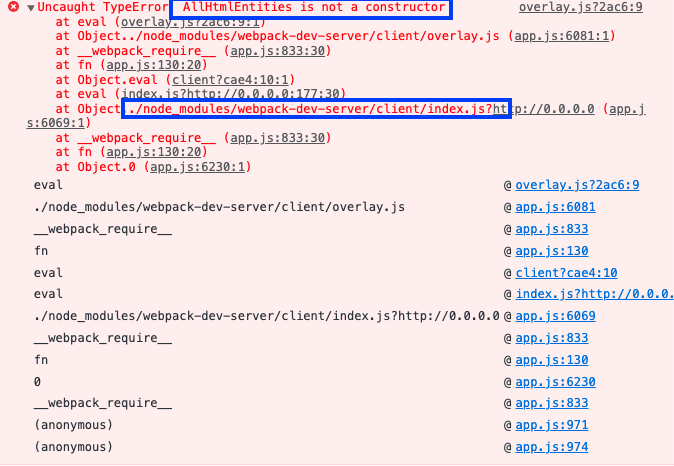 Uncaught TypeError: AllHtmlEntities is not a constructor overlay.js?2ac6:9
at eval (overlay.js?2ac6:9:1)
at Object../node_modules/webpack-dev-server/client/overlay.js (app.js:6081:1)
at __webpack_require__ (app.js:833:30)
at fn (app.js:130:20)
at Object.eval (client?cae4:10:1)
at eval (index.js?http://0.0.0.0:177:30)
at Object../node_modules/webpack-dev-server/client/index.js?http://0.0.0.0 (app.j
s:6069:1)
at __webpack_require__ (app.js:833:30)
at fn (app.js:130:20)
at Object.0 (app.js:6230:1)
eval @ overlay.js?2ac6:9
./node_modules/webpack-dev-server/client/overlay.js @ app.js:6081
__webpack_require__ @ app.js:833
fn @ app.js:130
eval @ client?cae4:10
eval @ index.js?http://0.0.0.
./node_modules/webpack-dev-server/client/index.js?http://0.0.0.0 @ app.js:6069
__webpack_require__ @ app.js:833
fn @ app.js:130
0 @ app.js:6230
__webpack_require__ @ app.js:833
(anonymous) @ app.js:971
(anonymous) @ app.js:974